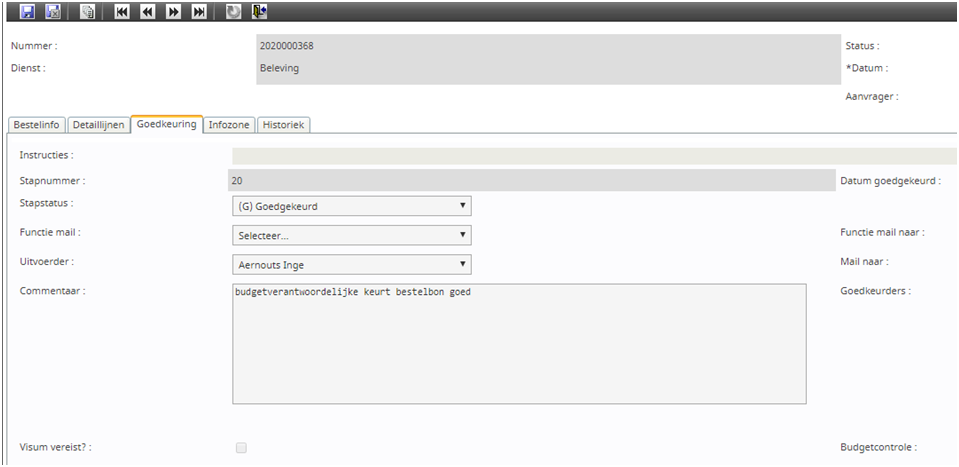 Nummer : 2020000368 Status :
Dienst : Beleving *Datum :
Aanvrager :
Bestelinfo Detaillijnen Goedkeuring Infozone Historiek
Instructies :
Stapnummer : 20 Datum goedgekeurd :
Stapstatus : (G) Goedgekeurd
Functie mail : Selecteer... Functie mail naar :
Uitvoerder : Aernouts Inge Mail naar :
Commentaar : budgetverantwoordelijke keurt bestelbon goed Goedkeurders :
Visum vereist? : Budgetcontrole :